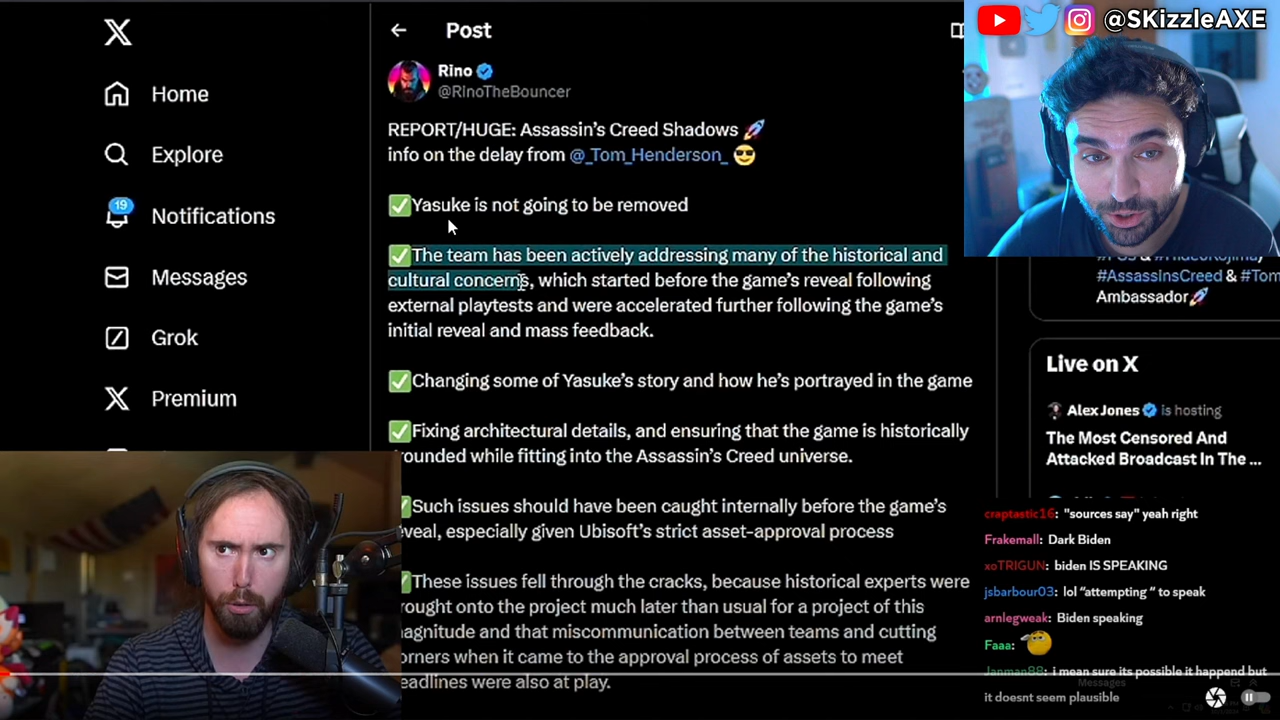 @SKizzleAXE
Home
Explore
19
Notifications
Messages
Grok
Premium
Post
Rino
@RInoTheBouncer
REPORT/HUGE: Assassin's Creed Shadows 🚀
info on the delay from @_Tom_Henderson_ 😎
✅Yasuke is not going to be removed
✅The team has been actively addressing many of the historical and
cultural concerns, which started before the game's reveal following
external playtests and were accelerated further following the game's
initial reveal and mass feedback.
✅Changing some of Yasuke's story and how he's portrayed in the game
✅Fixing architectural details, and ensuring that the game is historically
rounded while fitting into the Assassin's Creed universe.
✅Such issues should have been caught internally before the game's
eveal, especially given Ubisoft's strict asset-approval process
✅These issues fell through the cracks, because historical experts were
rought onto the project much later than usual for a project of this
magnitude and that miscommunication between teams and cutting
orners when it came to the approval process of assets to meet
eadlines were also at play.
#AssassinsCreed & #Tom
Ambassador🚀
Live on X
Alex Jones is hosting
The Most Censored And
Attacked Broadcast In The ...
craptastic16: "sources say" yeah right
Frakemall: Dark Biden
xoTRIGUN: biden IS SPEAKING
jsbarbour03: lol "attempting " to speak
arnlegweak: Biden speaking
Faaa:
Janman88: i mean sure its possible it happend but
it doesnt seem plausible
Messages